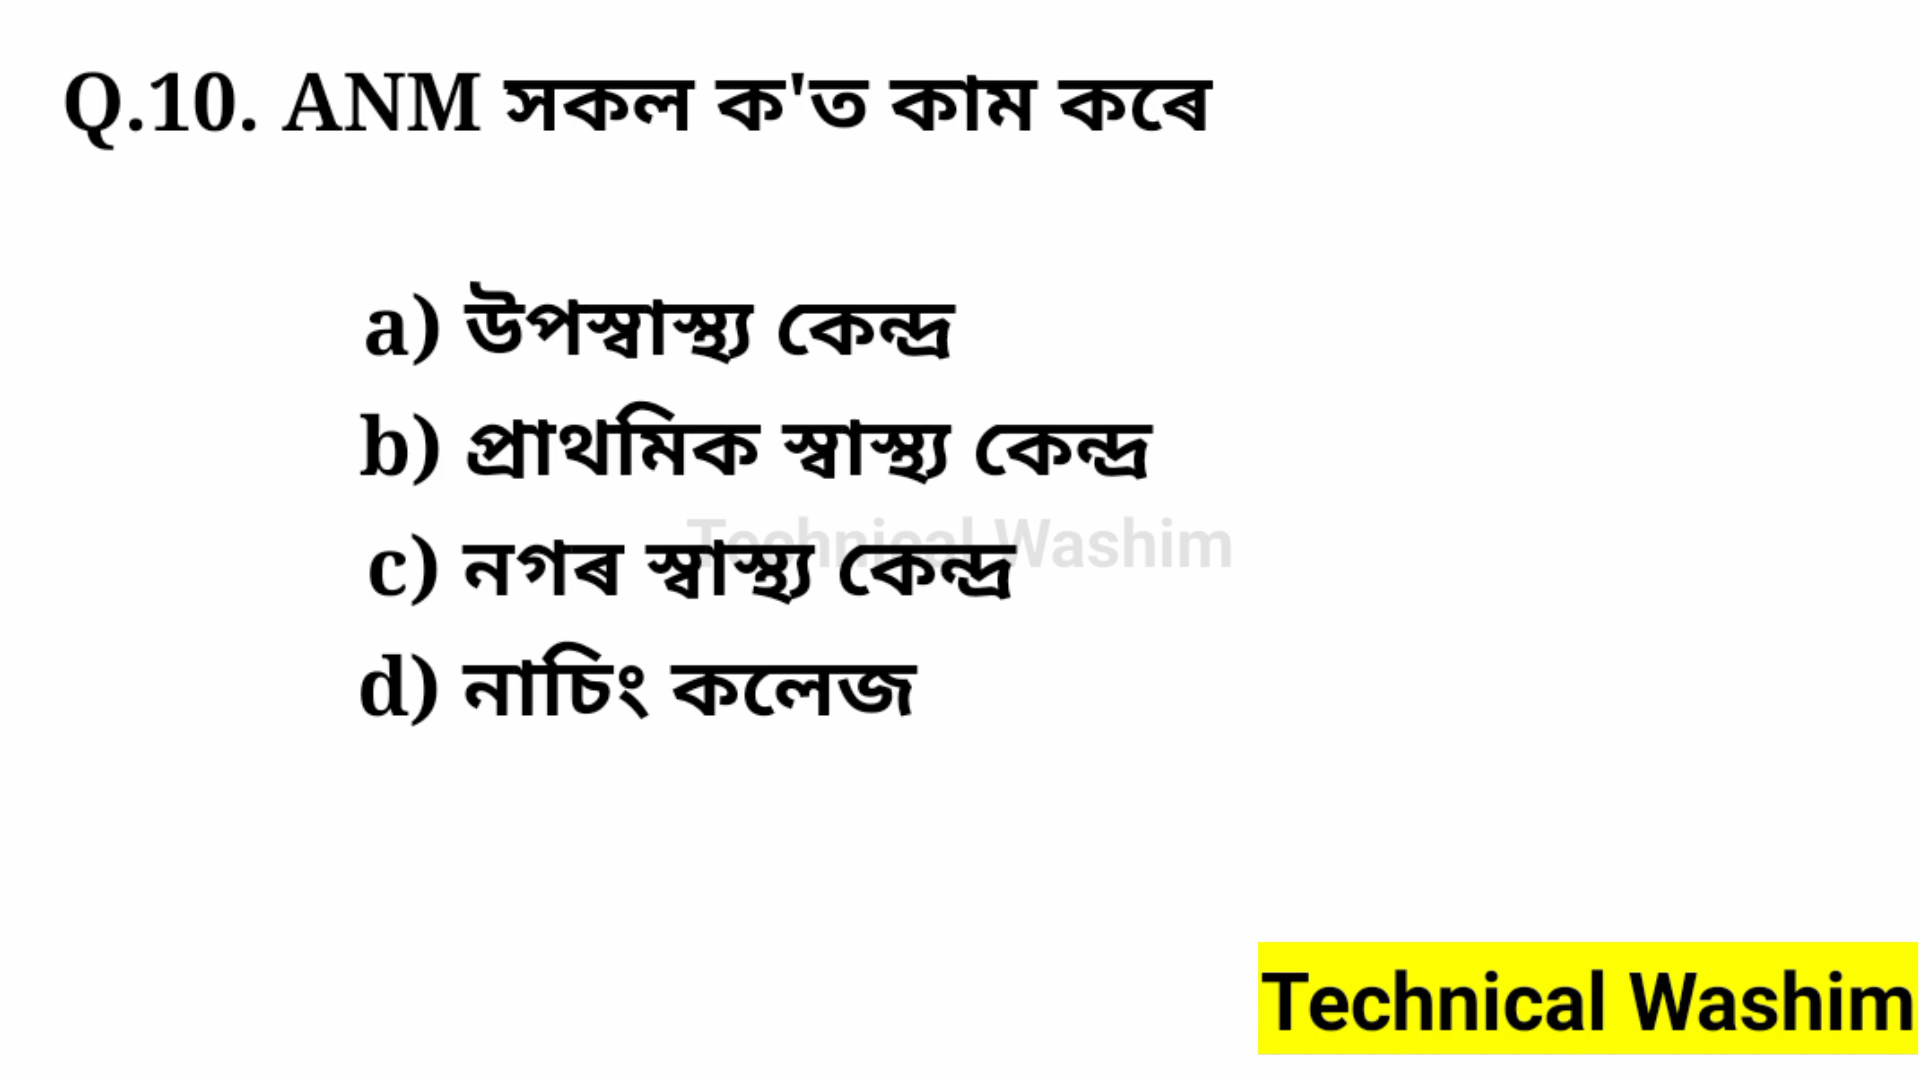 Q.10. ANM সকল ক'ত কাম কৰে
a) উপস্বাস্থ্য কেন্দ্ৰ
b) প্ৰাথমিক স্বাস্থ্য কেন্দ্ৰ
Technical Washim
c) নগৰ স্বাস্থ্য কেন্দ্ৰ
d) নাচিং কলেজ
Technical Washim